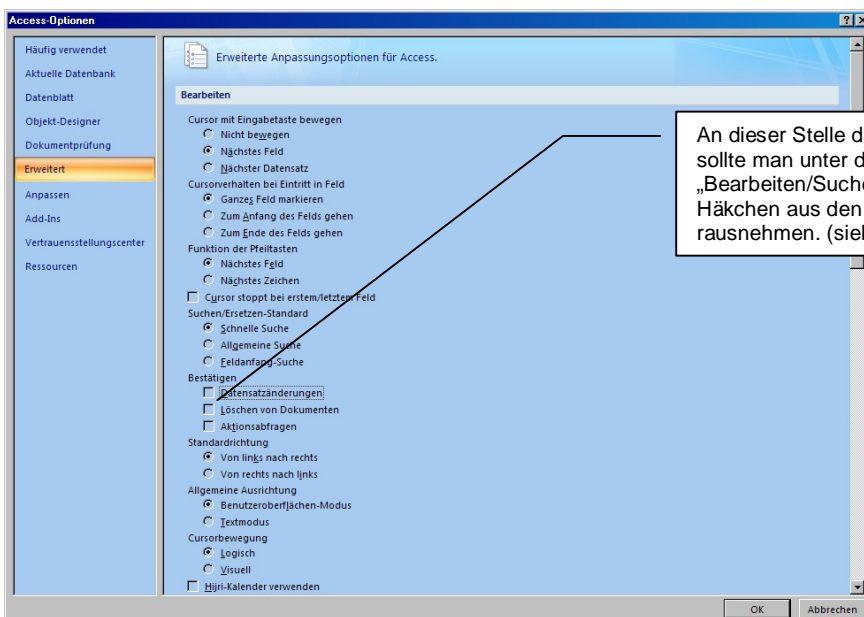 Access-Optionen
Häufig verwendet
Aktuelle Datenbank
Datenblatt
Objekt-Designer
Dokumentprüfung
Erweitert
Anpassen
Add-Ins
Vertrauensstellungscenter
Ressourcen
Erweiterte Anpassungsoptionen für Access.
Bearbeiten
Cursor mit Eingabetaste bewegen
Nicht bewegen
Nächstes Feld
Nächster Datensatz
Cursorverhalten bei Eintritt in Feld
Ganzes Feld markieren
Zum Anfang des Felds gehen
Zum Ende des Felds gehen
Funktion der Pfeiltasten
Nächstes Feld
Nächstes Zeichen
Cursor stoppt bei erstem/letztem Feld
Suchen/Ersetzen-Standard
Schnelle Suche
Allgemeine Suche
Feldanfang-Suche
Bestätigen
Datensatzänderungen
Löschen von Dokumenten
Aktionsabfragen
Standardrichtung
Von links nach rechts
Von rechts nach links
Allgemeine Ausrichtung
Benutzeroberflächen-Modus
Textmodus
Cursorbewegung
Logisch
Visuell
Hijri-Kalender verwenden
An dieser Stelle
sollte man unter
„Bearbeiten/
Häkchen aus den
rausnehmen.
OK
Abbrechen